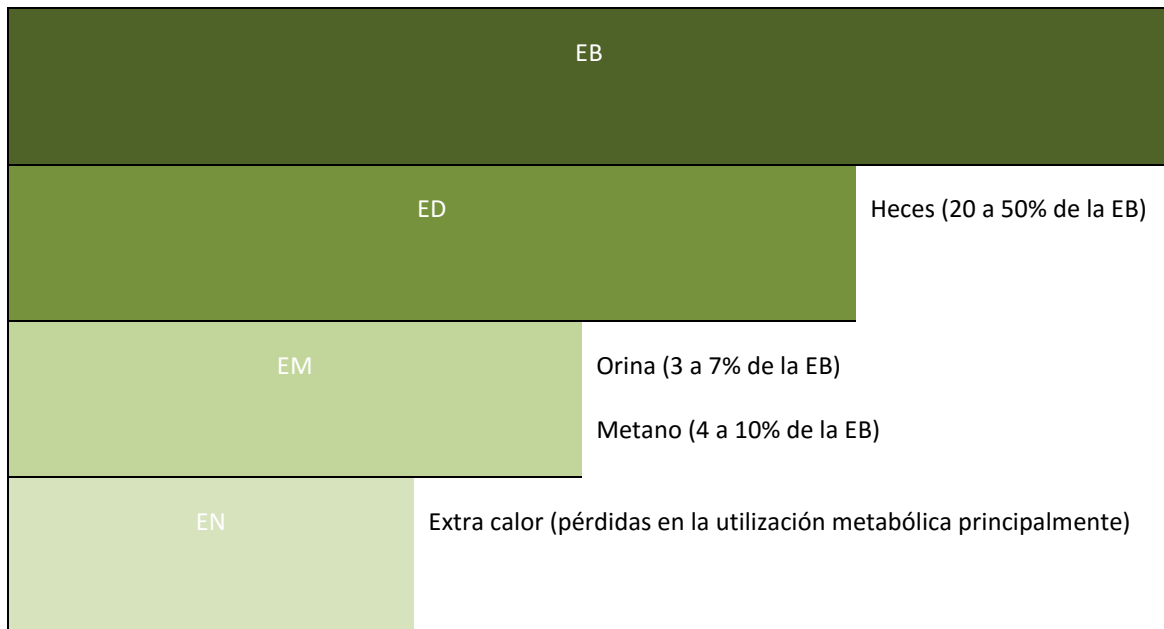 EB
ED
Heces (20 a 50% de la EB)
EM
Orina (3 a 7% de la EB)
Metano (4 a 10% de la EB)
EN
Extra calor (pérdidas en la utilización metabólica principalmente)